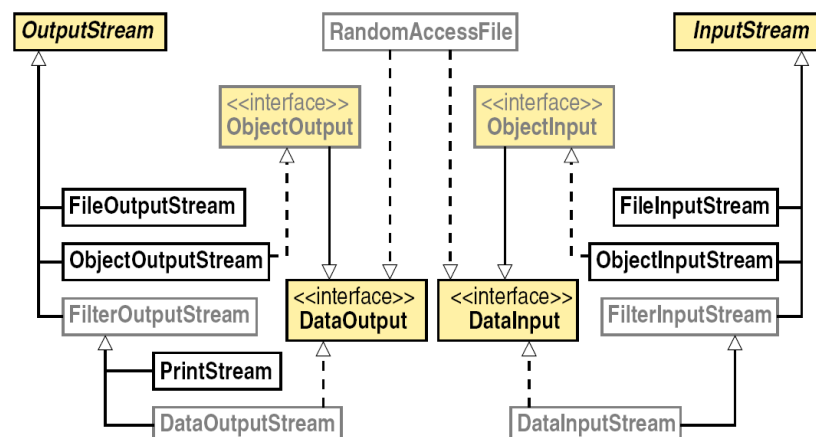 OutputStream
RandomAccessFile
InputStream
<<interface>>
ObjectOutput
<<interface>>
ObjectInput
FileOutputStream
FileInputStream
ObjectOutputStream
ObjectInputStream
<<interface>>
DataOutput
<<interface>>
DataInput
FilterOutputStream
FilterInputStream
PrintStream
DataOutputStream
DataInputStream